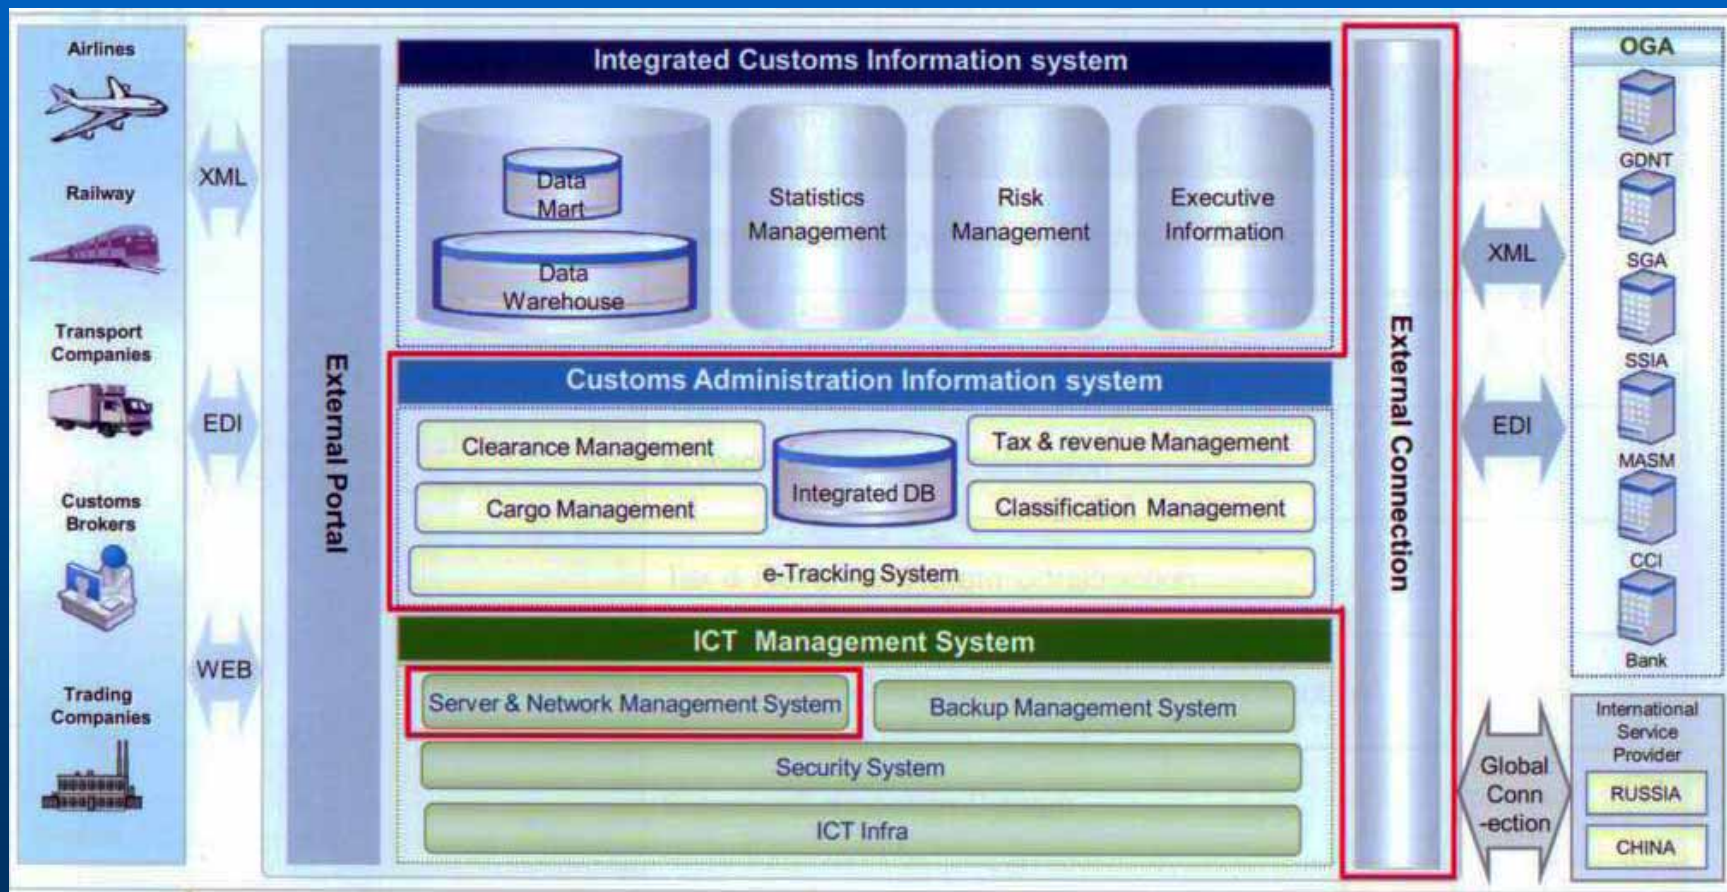 Airlines
Railway
Transport
Companies
Customs
Brokers
Trading
Companies
XML
EDI
WEB
External Portal
Integrated Customs Information system
Data
Mart
Data
Warehouse
Statistics
Management
Risk
Management
Executive
Information
Customs Administration Information system
Clearance Management
Cargo Management
Integrated DB
Tax & revenue Management
Classification Management
e-Tracking System
ICT Management System
Server & Network Management System
Backup Management System
Security System
ICT Infra
External Connection
XML
EDI
Global
Conn
-ection
OGA
GDNT
SGA
SSIA
MASM
CCI
Bank
International
Service
Provider
RUSSIA
CHINA